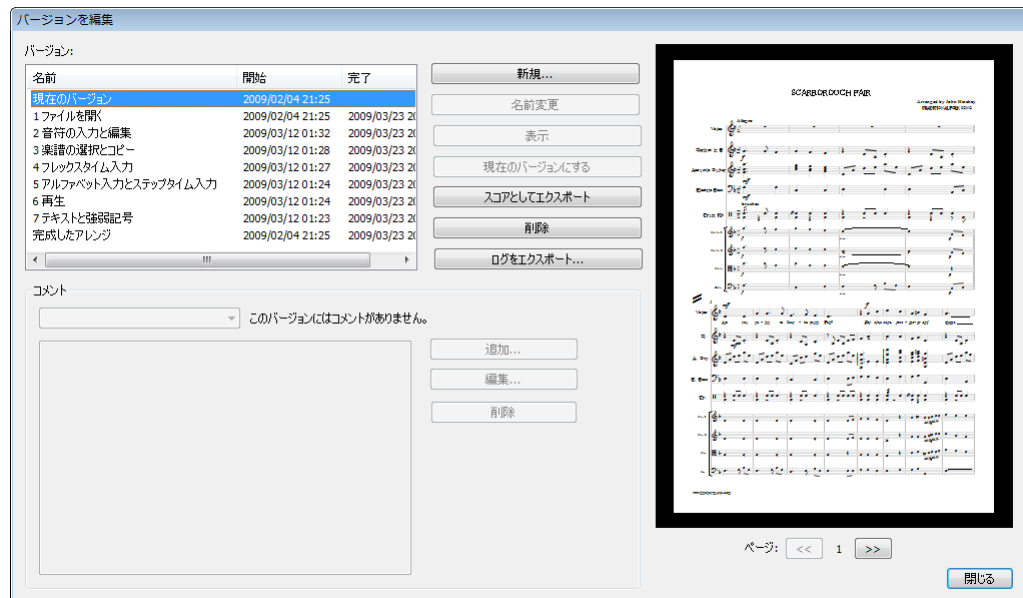 バージョンを編集
バージョン:
名前 開始 完了
現在のバージョン 2009/02/04 21:25
1 ファイルを開く 2009/02/04 21:25 2009/03/23 2
2 音符の入力と編集 2009/03/12 01:32 2009/03/23 2
3 楽譜の選択とコピー 2009/03/12 01:28 2009/03/23 2
4 フレックスタイム入力 2009/03/12 01:27 2009/03/23 2
5 アルファベット入力とステップタイム入力 2009/03/12 01:24 2009/03/23 2
6 再生 2009/03/12 01:24 2009/03/23 2
7 テキストと強弱記号 2009/03/12 01:23 2009/03/23 2
完成したアレンジ 2009/02/04 21:25 2009/03/23 2
新規...
名前変更
表示
現在のバージョンにする
スコアとしてエクスポート
削除
ログをエクスポート...
コメント
このバージョンにはコメントがありません。
追加...
編集...
削除
SCARBOROUGH FAIR
Allegro
ページ: << 1 >>
閉じる